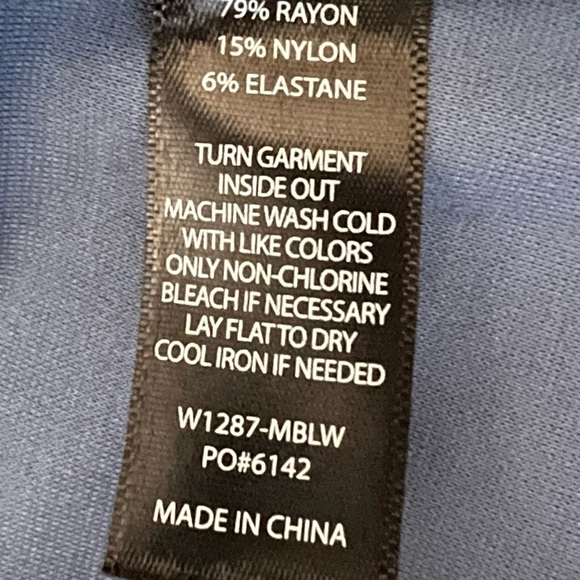 79% RAYON
15% NYLON
6% ELASTANE
TURN GARMENT
INSIDE OUT
MACHINE WASH COLD
WITH LIKE COLORS
ONLY NON-CHLORINE
BLEACH IF NECESSARY
LAY FLAT TO DRY
COOL IRON IF NEEDED
W1287-MBLW
PO#6142
MADE IN CHINA